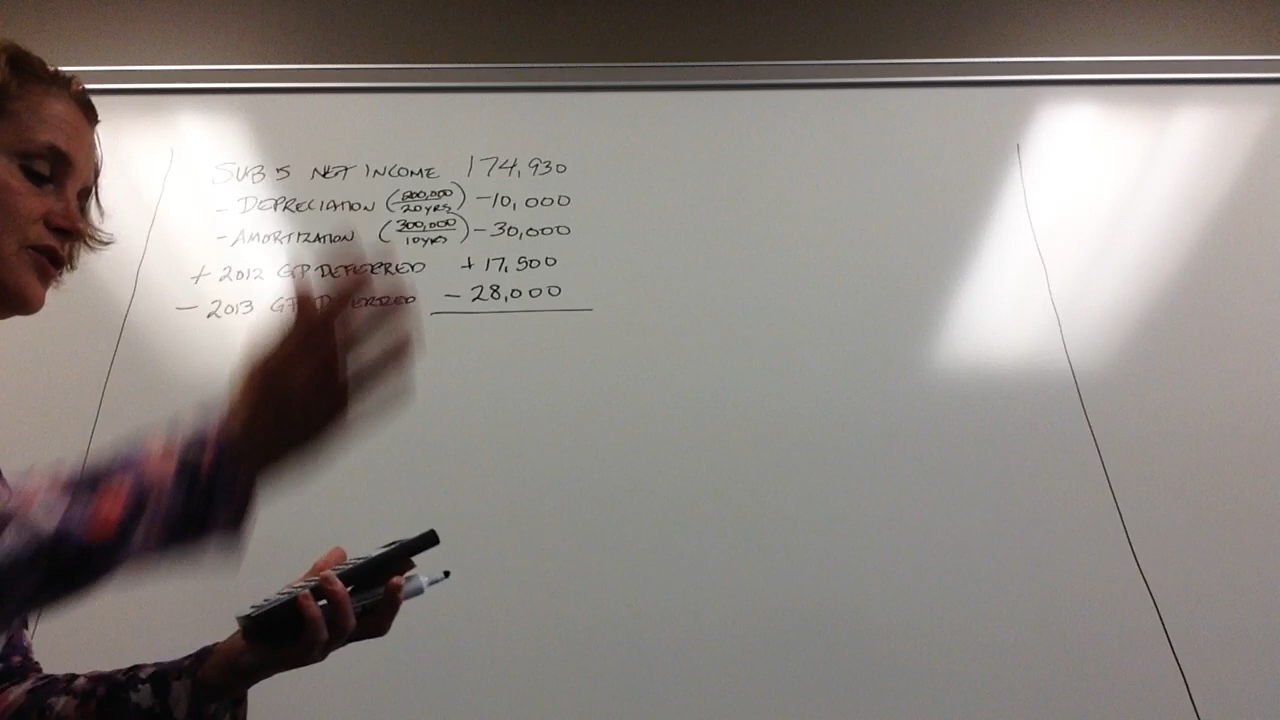 SUB'S NET INCOME 174,930
- DEPRECIATION (200,000/20YRS) -10,000
- AMORTIZATION (300,000/10YRS) -30,000
+ 2012 GP DEFERRED +17,500
- 2013 -28,000